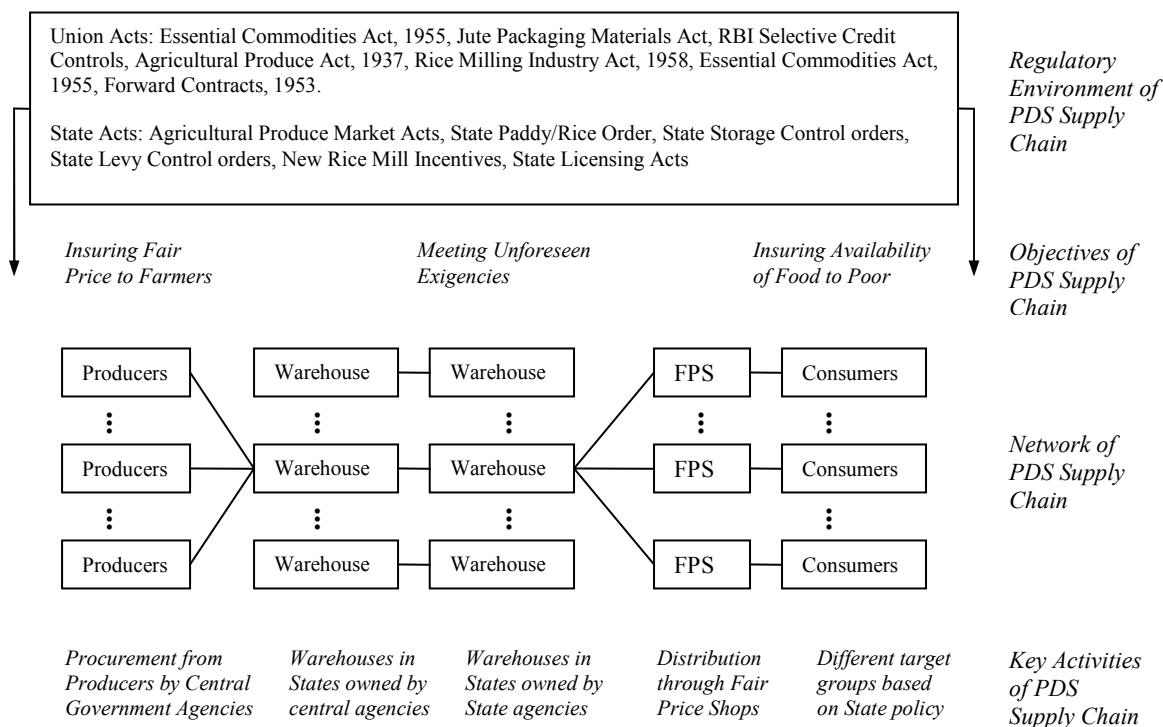 Union Acts: Essential Commodities Act, 1955, Jute Packaging Materials Act, RBI Selective Credit
Controls, Agricultural Produce Act, 1937, Rice Milling Industry Act, 1958, Essential Commodities Act,
1955, Forward Contracts, 1953.
State Acts: Agricultural Produce Market Acts, State Paddy/Rice Order, State Storage Control orders,
State Levy Control orders, New Rice Mill Incentives, State Licensing Acts
Regulatory
Environment of
PDS Supply
Chain
Insuring Fair
Price to Farmers
Meeting Unforeseen
Exigencies
Insuring Availability
of Food to Poor
Objectives of
PDS Supply
Chain
Producers
Warehouse
Warehouse
FPS
Consumers
Producers
Warehouse
Warehouse
FPS
Consumers
Network of
PDS Supply
Chain
Producers
Warehouse
Warehouse
FPS
Consumers
Procurement from
Producers by Central
Government Agencies
Warehouses in
States owned by
central agencies
Warehouses in
States owned by
State agencies
Distribution
through Fair
Price Shops
Different target
groups based
on State policy
Key Activities
of PDS
Supply Chain